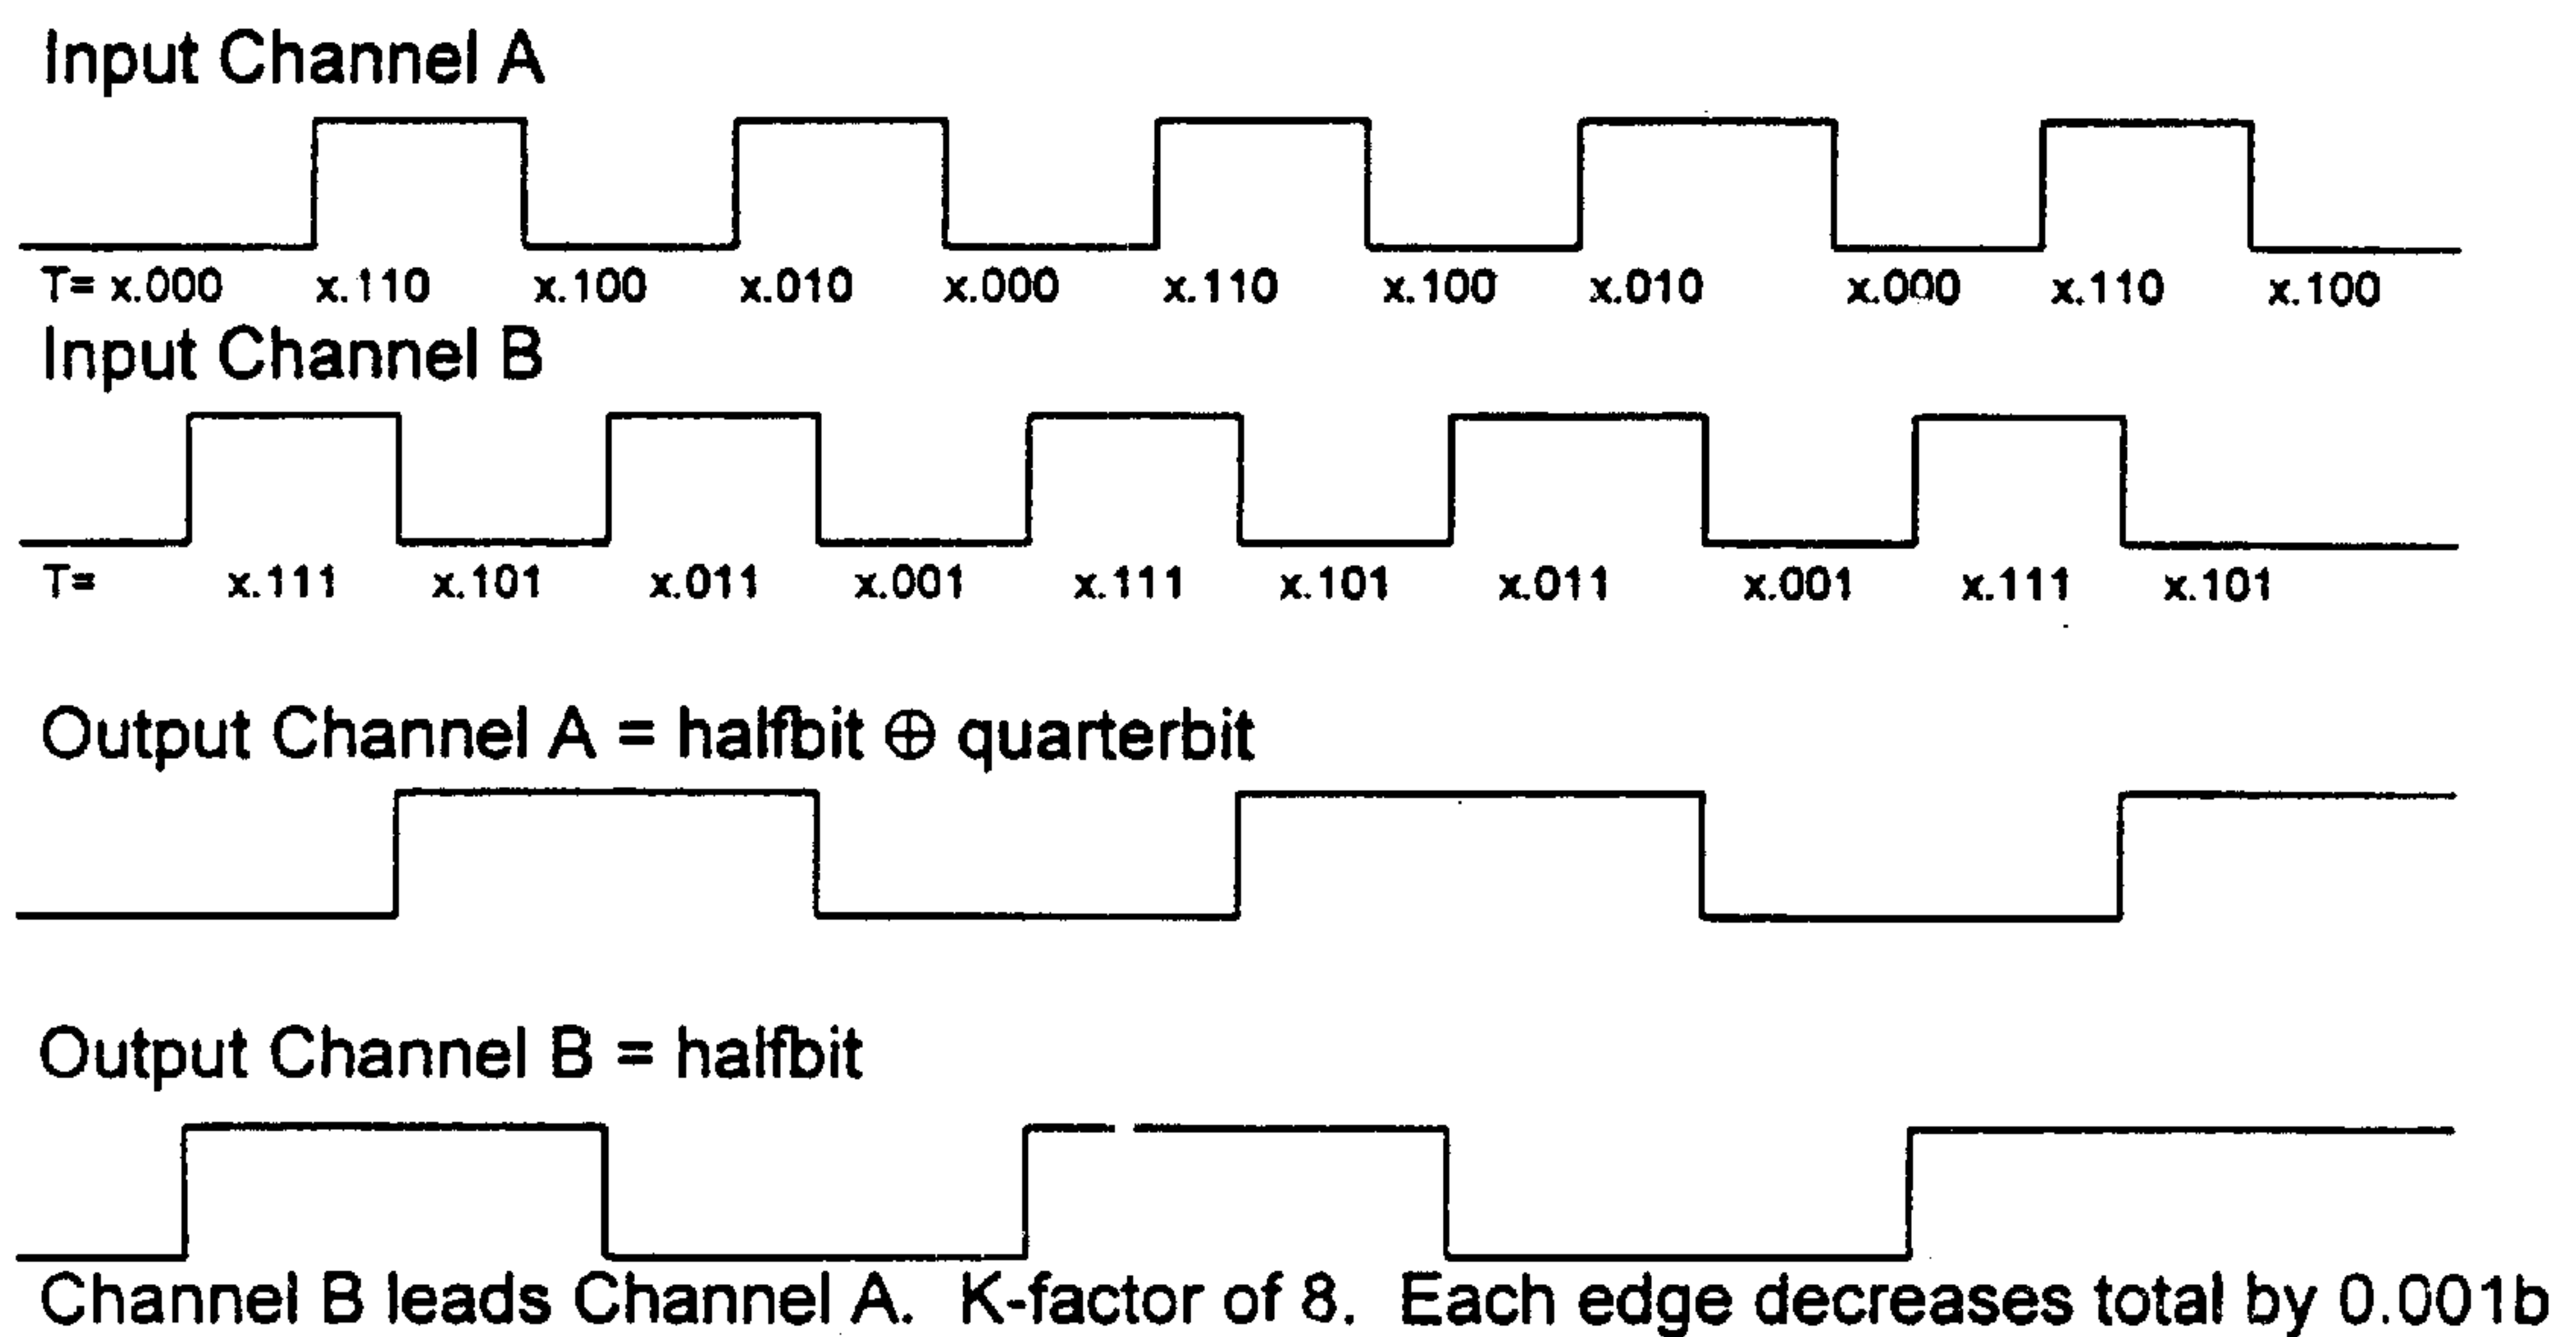 Input Channel A
T= x.000 x.110 x.100 x.010 x.000 x.110 x.100 x.010 x.000 x.110 x.100
Input Channel B
T= x.111 x.101 x.011 x.001 x.111 x.101 x.011 x.001 x.111 x.101
Output Channel A = halfbit ⊕ quarterbit
Output Channel B = halfbit
Channel B leads Channel A. K-factor of 8. Each edge decreases total by 0.001b